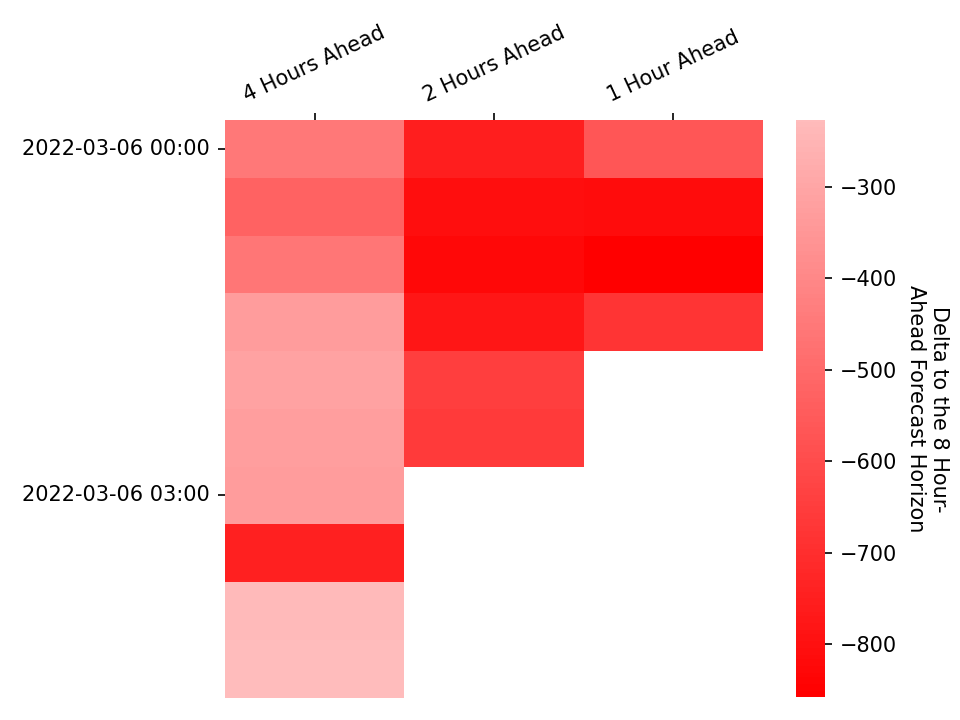 4 Hours Ahead
2 Hours Ahead
1 Hour Ahead
2022-03-06 00:00
2022-03-06 03:00
−300
−400
−500
−600
−700
−800
Delta to the 8 Hour-
Ahead Forecast Horizon